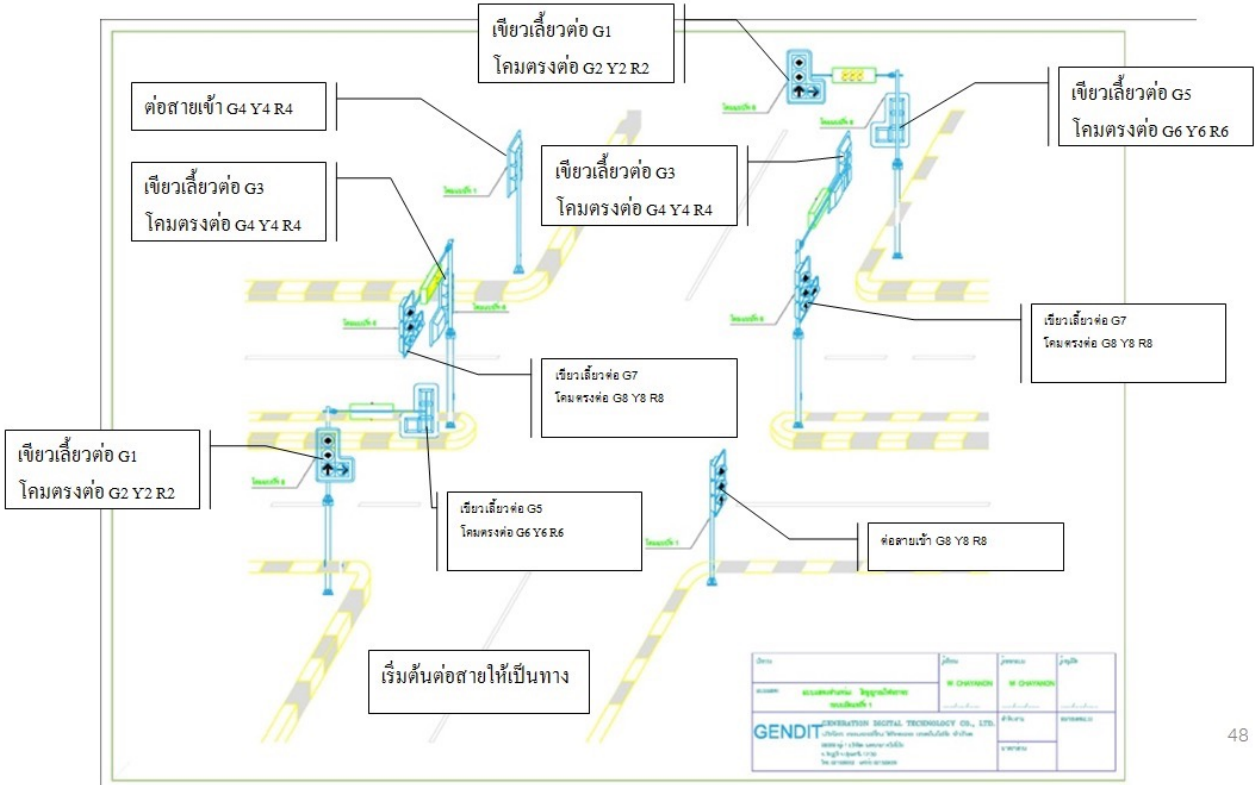 เขียวเลี้ยวต่อ G1
โคมตรงต่อ G2 Y2 R2
ต่อสายเข้า G4 Y4 R4
เขียวเลี้ยวต่อ G5
โคมตรงต่อ G6 Y6 R6
เขียวเลี้ยวต่อ G3
โคมตรงต่อ G4 Y4 R4
เขียวเลี้ยวต่อ G3
โคมตรงต่อ G4 Y4 R4
เขียวเลี้ยวต่อ G7
โคมตรงต่อ G8 Y8 R8
เขียวเลี้ยวต่อ G7
โคมตรงต่อ G8 Y8 R8
เขียวเลี้ยวต่อ G1
โคมตรงต่อ G2 Y2 R2
เขียวเลี้ยวต่อ G5
โคมตรงต่อ G6 Y6 R6
ต่อสายเข้า G8 Y8 R8
เริ่มต้นต่อสายให้เป็นทาง
W. CHAYANON
W. CHAYANON
GENDIT
GENERATION DIGITAL TECHNOLOGY CO., LTD.
48